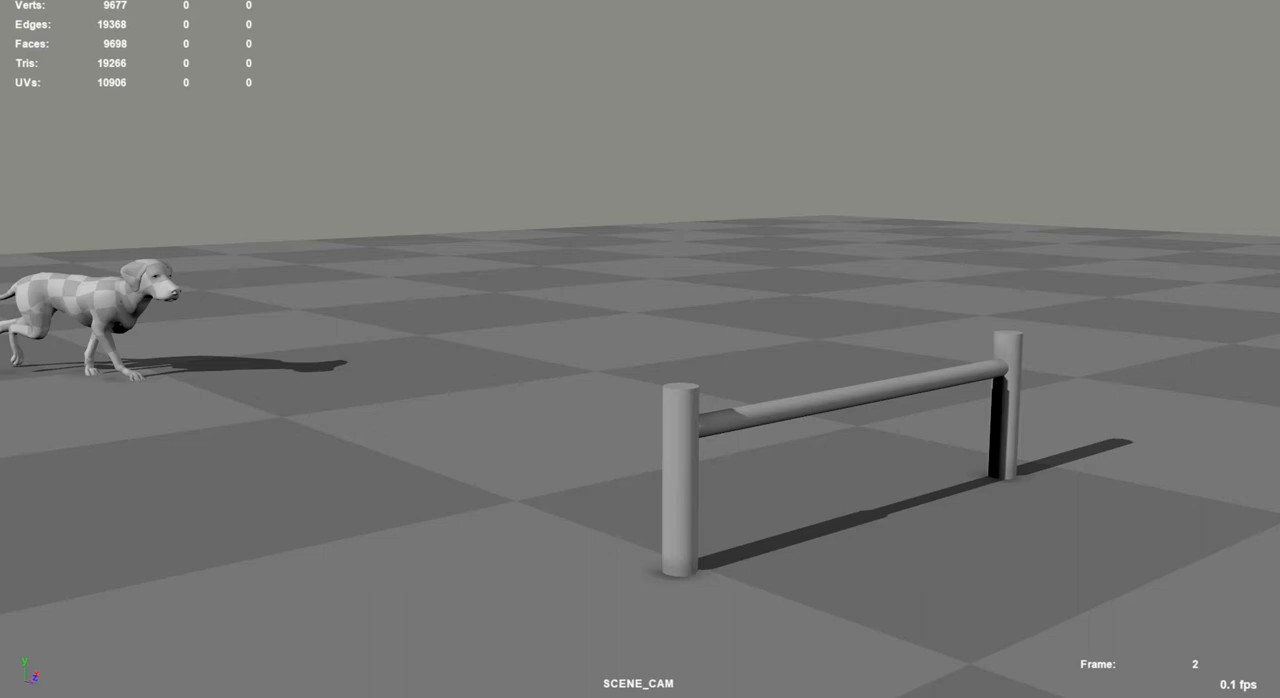 Verts: 9677 0 0
Edges: 19368 0 0
Faces: 9698 0 0
Tris: 19266 0 0
UVs: 10906 0 0
Frame: 2
y
z
SCENE_CAM
0.1 fps